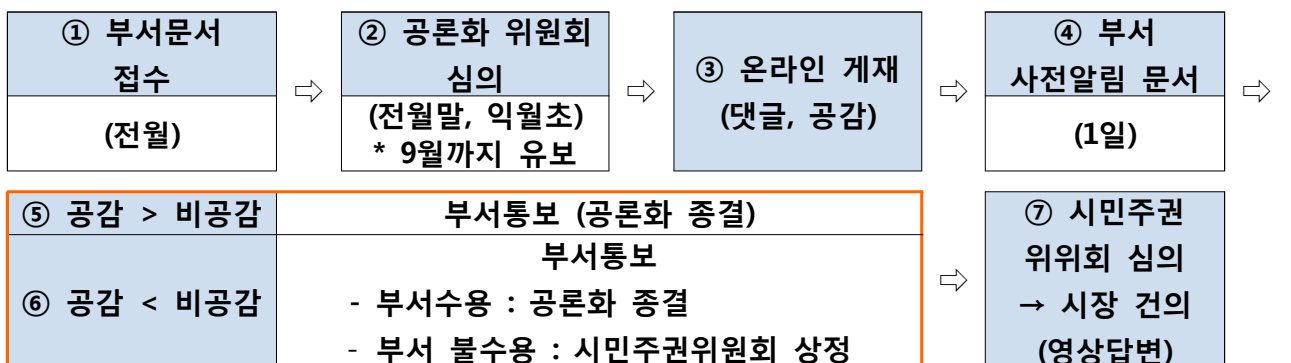 ① 부서문서
접수
(전월)
⇨
② 공론화 위원회
심의
(전월말, 익월초)
* 9월까지 유보
⇨
③ 온라인 게재
(댓글, 공감)
⇨
④ 부서
사전알림 문서
(1일)
⇨
⑤ 공감 > 비공감
부서통보 (공론화 종결)
⑥ 공감 < 비공감
부서통보
- 부서수용 : 공론화 종결
- 부서 불수용 : 시민주권위원회 상정
⇨
⑦ 시민주권
위위회 심의
→ 시장 건의
(영상답변)